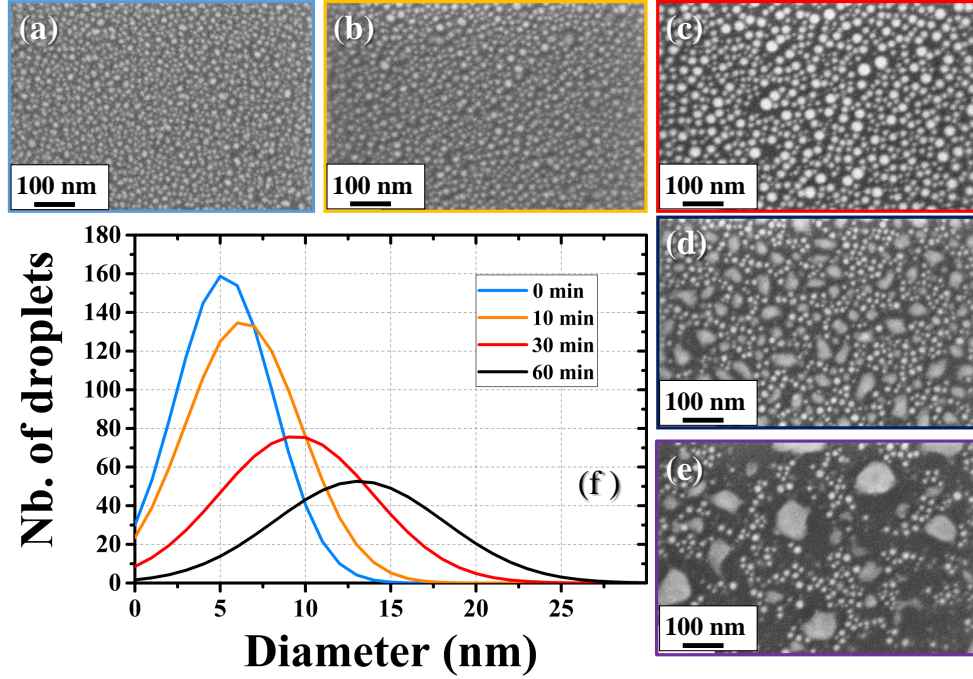 (a)
100 nm
(b)
100 nm
(c)
100 nm
(d)
100 nm
(e)
100 nm
180
160
140
120
100
80
60
40
20
0
Nb. of droplets
0 min
10 min
30 min
60 min
(f )
0 5 10 15 20 25
Diameter (nm)